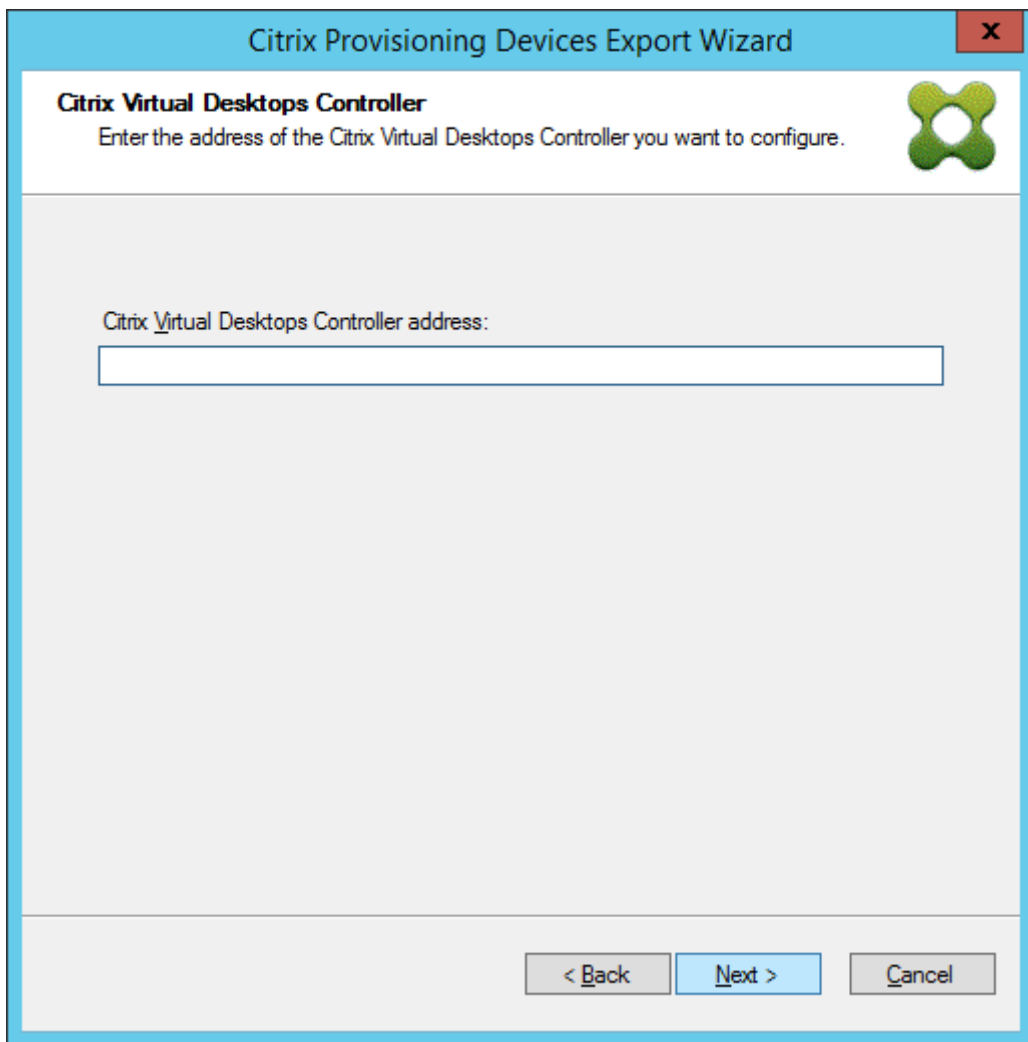 Citrix Provisioning Devices Export Wizard
x
Citrix Virtual Desktops Controller
Enter the address of the Citrix Virtual Desktops Controller you want to configure.
Citrix Virtual Desktops Controller address:
< Back
Next >
Cancel